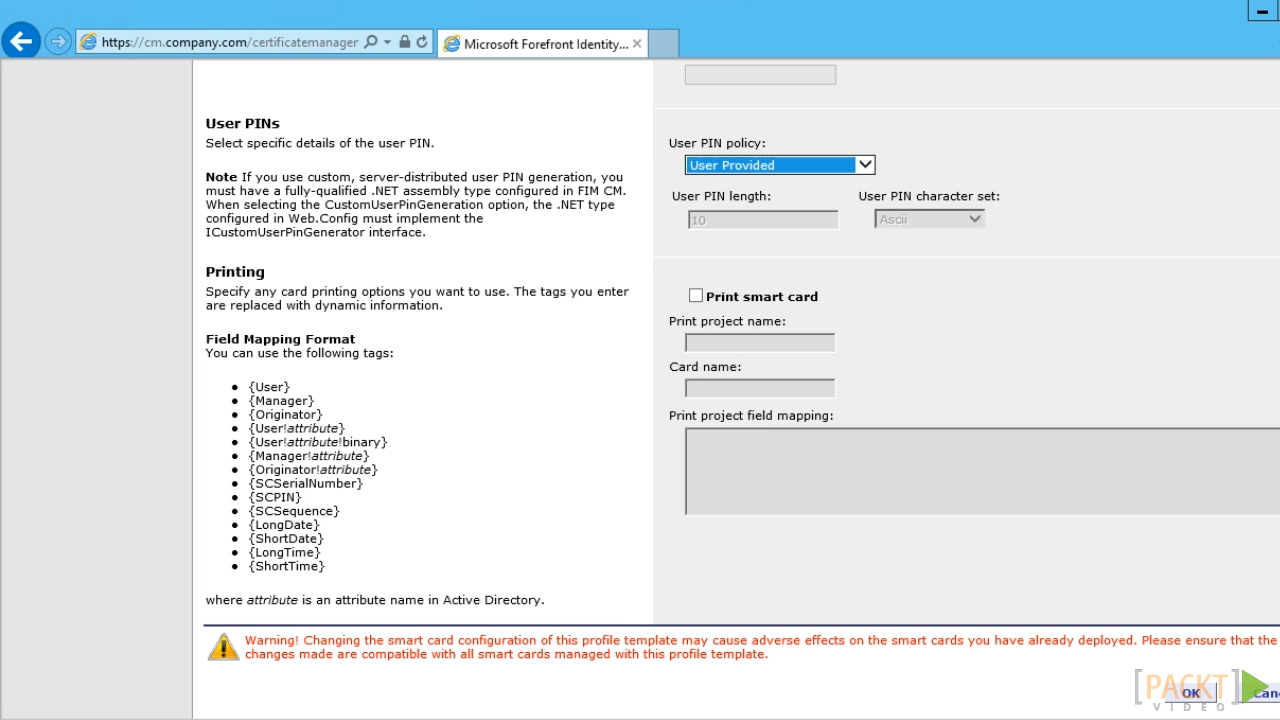 https://cm.company.com/certificatemanager
Microsoft Forefront Identity...
User PINs
Select specific details of the user PIN.
Note If you use custom, server-distributed user PIN generation, you
must have a fully-qualified .NET assembly type configured in FIM CM.
When selecting the CustomUserPinGeneration option, the .NET type
configured in Web.Config must implement the
ICustomUserPinGenerator interface.
User PIN policy:
User Provided
User PIN length:
User PIN character set:
10
Ascii
Printing
Specify any card printing options you want to use. The tags you enter
are replaced with dynamic information.
Field Mapping Format
You can use the following tags:
• {User}
• {Manager}
• {Originator}
• {User!attribute}
• {User!attribute!binary}
• {Manager!attribute}
• {Originator!attribute}
• {SCSerialNumber}
• {SCPIN}
• {SCSequence}
• {LongDate}
• {ShortDate}
• {LongTime}
• {ShortTime}
where attribute is an attribute name in Active Directory.
Print smart card
Print project name:
Card name:
Print project field mapping:
Warning! Changing the smart card configuration of this profile template may cause adverse effects on the smart cards you have already deployed. Please ensure that the
changes made are compatible with all smart cards managed with this profile template.
OK
Can
[PACKT]
VIDEO